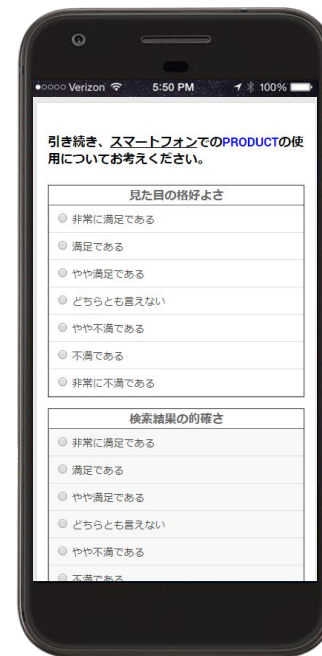 Verizon 5:50 PM 100%
引き続き、スマートフォンでのPRODUCTの使
用についてお考えください。
見た目の格好よさ
非常に満足である
満足である
やや満足である
どちらとも言えない
やや不満である
不満である
非常に不満である
検索結果の的確さ
非常に満足である
満足である
やや満足である
どちらとも言えない
やや不満である
不満である